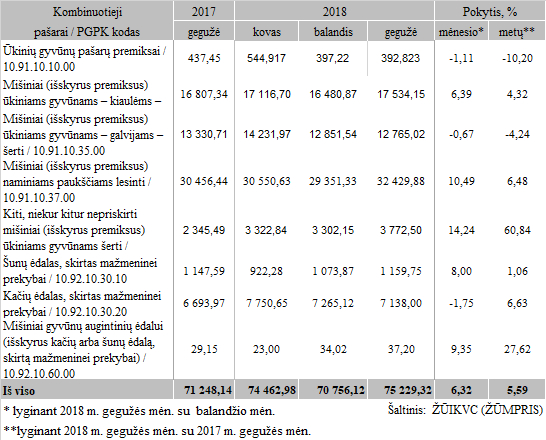 Kombinuotieji pašarai / PGPK kodas 2017 2018 Pokytis, %
gegužė kovas balandis gegužė mėnesio* metų**
Ūkinių gyvūnų pašarų premiksai /
10.91.10.10.00 437,45 544,917 397,22 392,823 -1,11 -10,20
Mišiniai (išskyrus premiksus)
ūkiniams gyvūnams – kiaulėms – 16 807,34 17 116,70 16 480,87 17 534,15 6,39 4,32
Mišiniai (išskyrus premiksus)
ūkiniams gyvūnams – galvijams –
šerti / 10.91.10.35.00 13 330,71 14 231,97 12 851,54 12 765,02 -0,67 -4,24
Mišiniai (išskyrus premiksus)
naminiams paukščiams lesinti /
10.91.10.37.00 30 456,44 30 550,63 29 351,33 32 429,88 10,49 6,48
Kiti, niekur kitur nepriskirti
mišiniai (išskyrus premiksus)
ūkiniams gyvūnams šerti / 2 345,49 3 322,84 3 302,15 3 772,50 14,24 60,84
Šunų ėdalas, skirtas mažmeninei
prekybai / 10.92.10.30.10 1 147,59 922,28 1 073,87 1 159,75 8,00 1,06
Kačių ėdalas, skirtas mažmeninei
prekybai / 10.92.10.30.20 6 693,97 7 750,65 7 265,12 7 138,00 -1,75 6,63
Mišiniai gyvūnų augintinių ėdalui
(išskyrus kačių arba šunų ėdalą,
skirtą mažmeninei prekybai) /
10.92.10.60.00 29,15 23,00 34,02 37,20 9,35 27,62
Iš viso 71 248,14 74 462,98 70 756,12 75 229,32 6,32 5,59
* lyginant 2018 m. gegužės mėn. su balandžio mėn. Šaltinis: ŽŪIKVC (ŽŪMPRIS)
**lyginant 2018 m. gegužės mėn. su 2017 m. gegužės mėn.